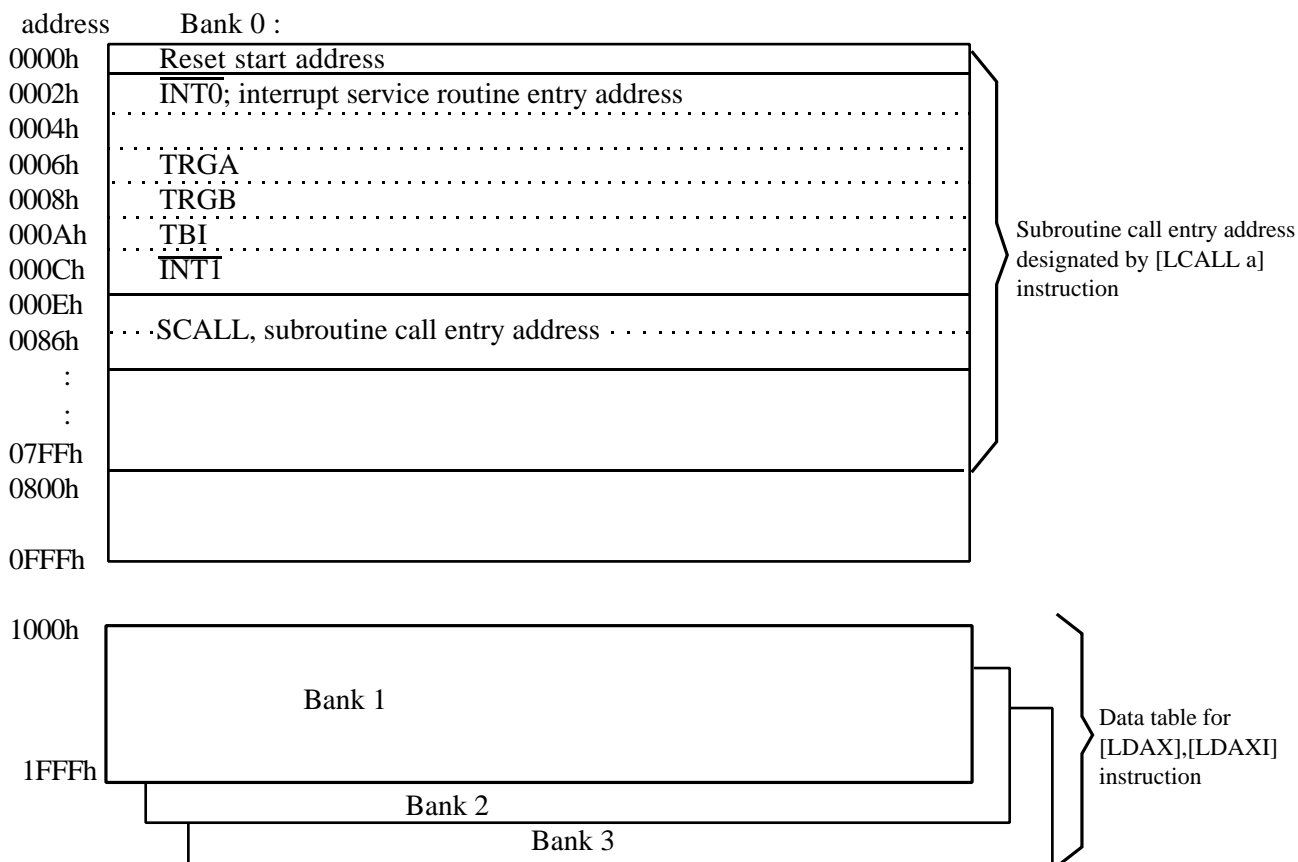 address Bank 0 :
0000h Reset start address
0002h INT0; interrupt service routine entry address
0004h
0006h TRGA
0008h TRGB
000Ah TBI
000Ch INT1
000Eh
0086h SCALL, subroutine call entry address
:
:
07FFh
0800h
0FFFh
Subroutine call entry address
designated by [LCALL a]
instruction
1000h
Bank 1
1FFFh
Bank 2
Bank 3
Data table for
[LDAX],[LDAXI]
instruction